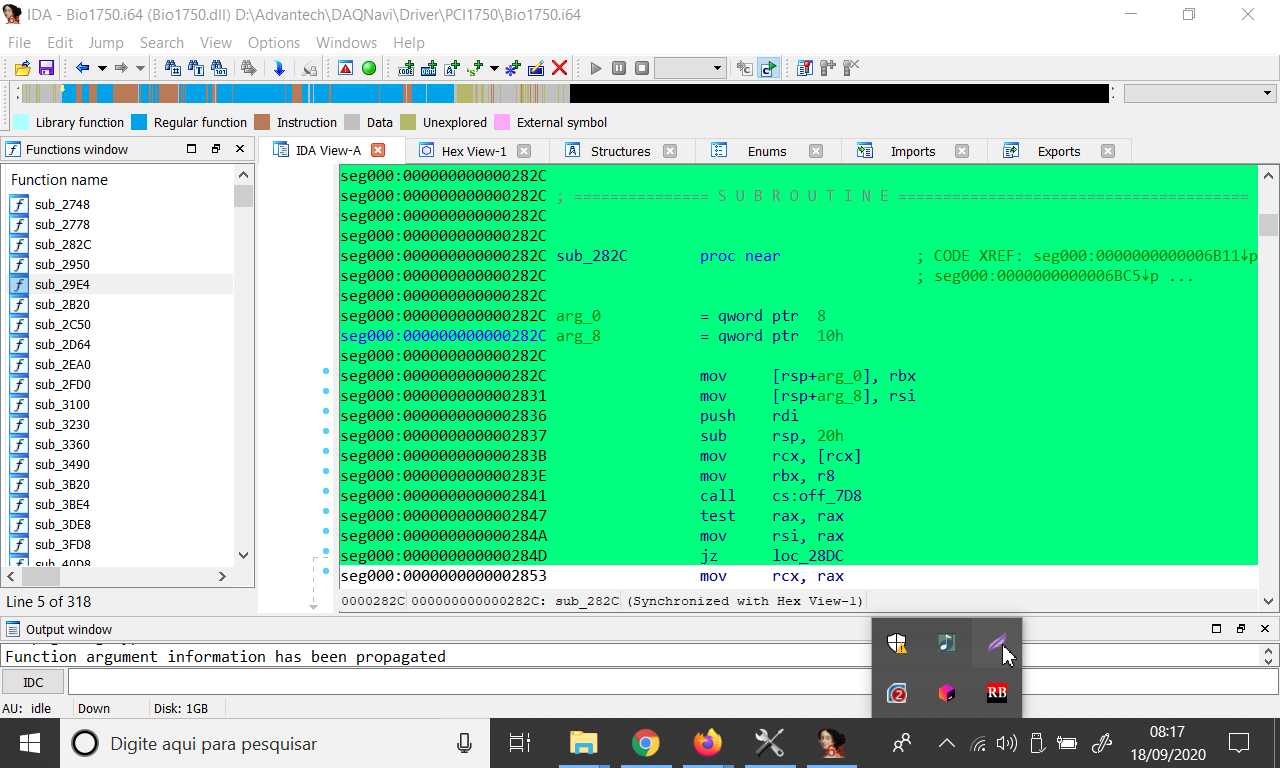 IDA - Bio1750.i64 (Bio1750.dll) D:\Advantech\DAQNavi\Driver\PCI1750\Bio1750.i64
File Edit Jump Search View Options Windows Help
Library function Regular function Instruction Data Unexplored External symbol
Functions window
IDA View-A Hex View-1 Structures Enums Imports Exports
Function name
sub_2748
sub_2778
sub_282C
sub_2950
sub_29E4
sub_2B20
sub_2C50
sub_2D64
sub_2EA0
sub_2FD0
sub_3100
sub_3230
sub_3360
sub_3490
sub_3B20
sub_3BE4
sub_3DE8
sub_3FD8
sub_40D8
Line 5 of 318
seg000:000000000000282C
seg000:000000000000282C ; =============== S U B R O U T I N E =======================================
seg000:000000000000282C
seg000:000000000000282C
seg000:000000000000282C sub_282C proc near ; CODE XREF: seg000:0000000000006B11↓p
seg000:000000000000282C ; seg000:0000000000006BC5↓p ...
seg000:000000000000282C
seg000:000000000000282C arg_0 = qword ptr 8
seg000:000000000000282C arg_8 = qword ptr 10h
seg000:000000000000282C
seg000:000000000000282C mov [rsp+arg_0], rbx
seg000:0000000000002831 mov [rsp+arg_8], rsi
seg000:0000000000002836 push rdi
seg000:0000000000002837 sub rsp, 20h
seg000:000000000000283B mov rcx, [rcx]
seg000:000000000000283E mov rbx, r8
seg000:0000000000002841 call cs:off_7D8
seg000:0000000000002847 test rax, rax
seg000:000000000000284A mov rsi, rax
seg000:000000000000284D jz loc_28DC
seg000:0000000000002853 mov rcx, rax
0000282C 000000000000282C: sub_282C (Synchronized with Hex View-1)
Output window
Function argument information has been propagated
IDC
AU: idle Down Disk: 1GB
2
RB
Digite aqui para pesquisar
64
08:17
18/09/2020